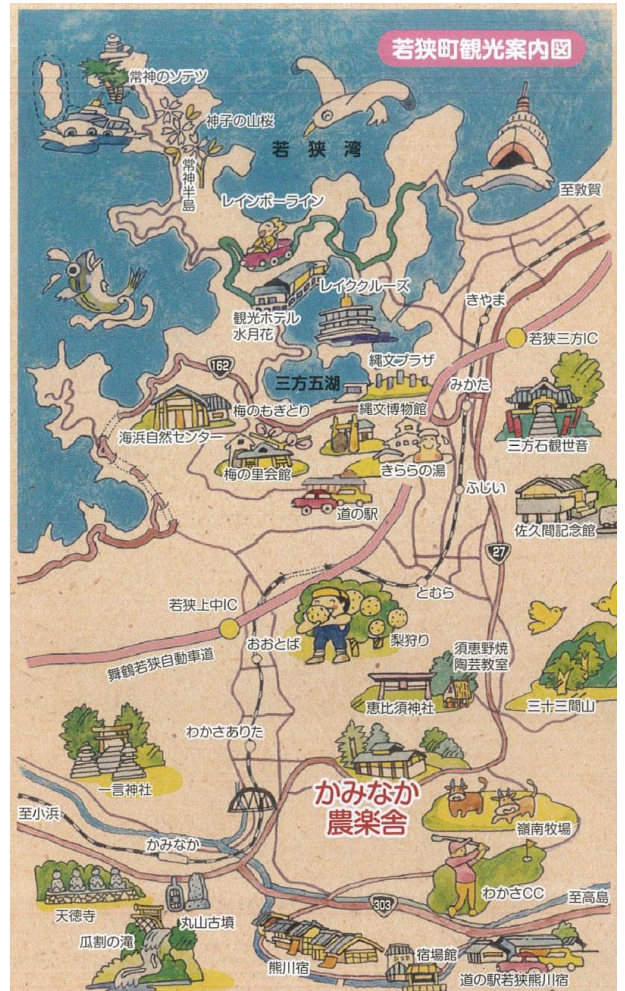 若狭町観光案内図
常神のソテツ
神子の山桜
常神半島
若狭湾
至敦賀
レインボーライン
レイククルーズ
観光ホテル
水月花
きやま
若狭三方IC
162
三方五湖
縄文プラザ
みかた
梅のもぎとり
縄文博物館
海浜自然センター
三方石観世音
梅の里会館
きららの湯
道の駅
ふじい
佐久間記念館
27
とむら
若狭上中IC
おおとば
梨狩り
舞鶴若狭自動車道
須恵野焼
陶芸教室
恵比須神社
三十三間山
わかさありた
一言神社
かみなか
農楽舎
嶺南牧場
至小浜
かみなか
わかさCC
至高島
303
天徳寺
丸山古墳
瓜割の滝
熊川宿
宿場館
道の駅若狭熊川宿